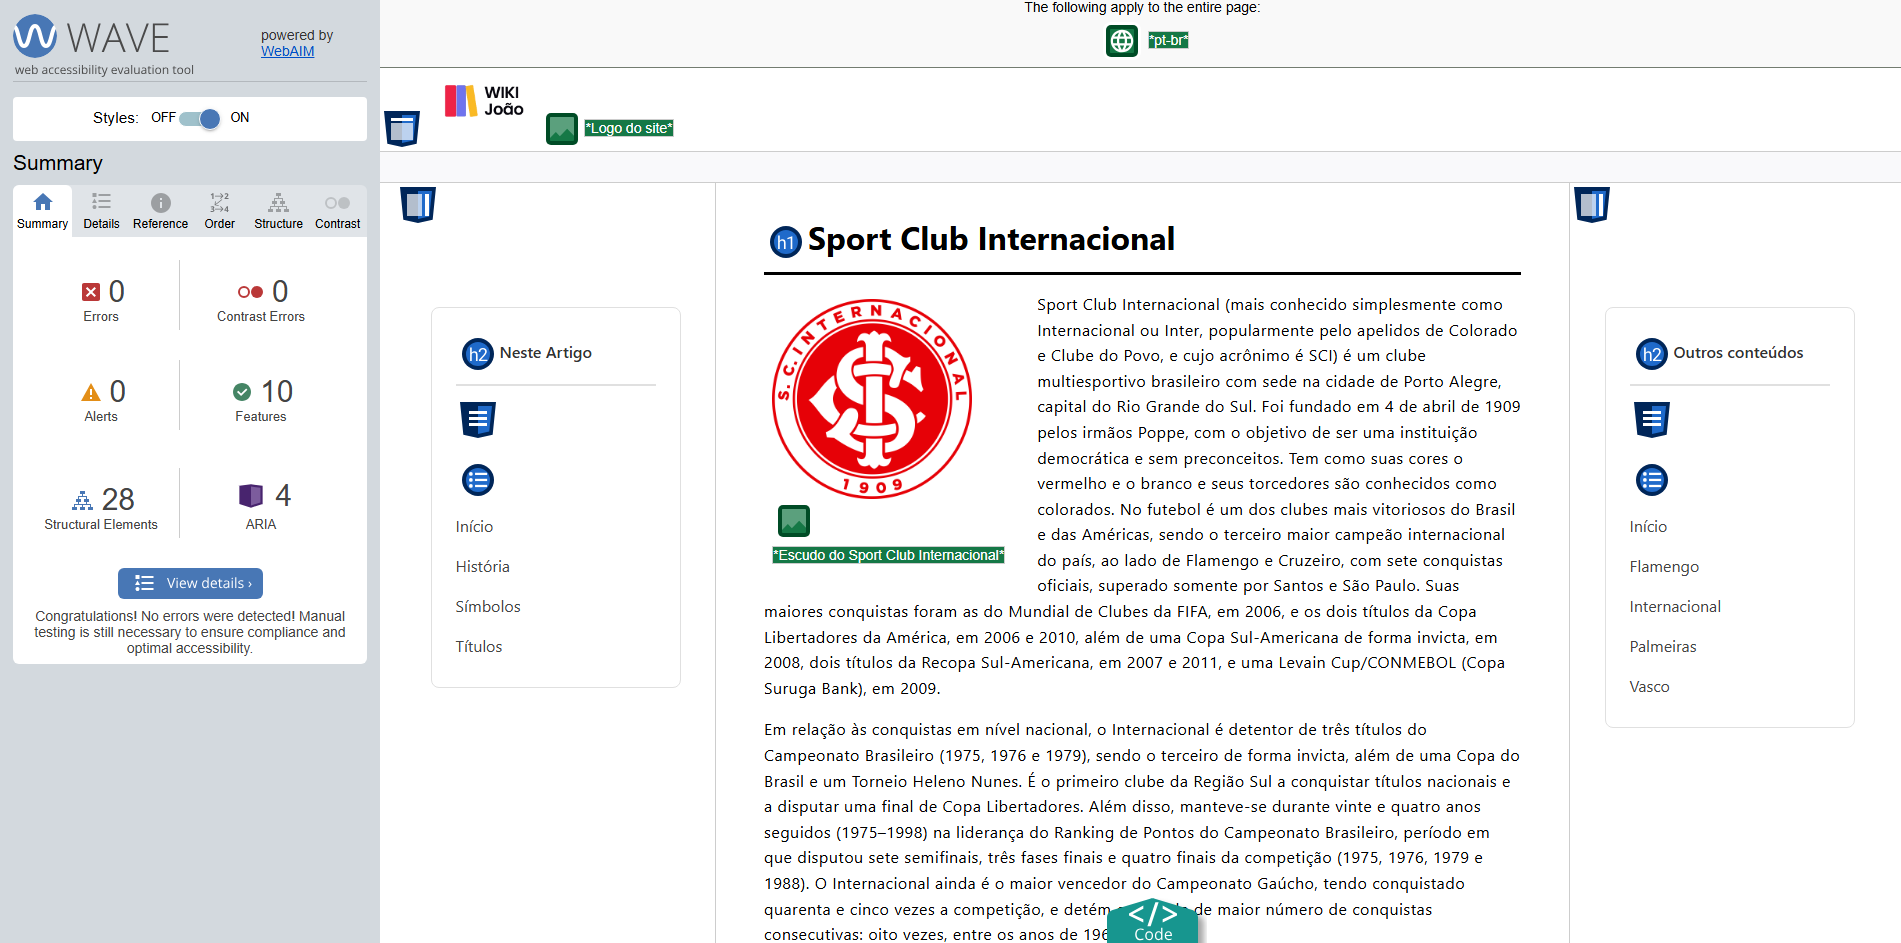 WAVE
powered by
WebAIM
web accessibility evaluation tool
Styles: OFF ON
Summary
Summary Details Reference Order Structure Contrast
0
Errors
0
Contrast Errors
0
Alerts
10
Features
28
Structural Elements
4
ARIA
View details ›
Congratulations! No errors were detected! Manual
testing is still necessary to ensure compliance and
optimal accessibility.
The following apply to the entire page:
*pt-br*
WIKI
João
*Logo do site*
h2 Neste Artigo
Início
História
Símbolos
Títulos
h1 Sport Club Internacional
S.C. INTERNACIONAL
1909
*Escudo do Sport Club Internacional*
Sport Club Internacional (mais conhecido simplesmente como
Internacional ou Inter, popularmente pelo apelidos de Colorado
e Clube do Povo, e cujo acrônimo é SCI) é um clube
multiesportivo brasileiro com sede na cidade de Porto Alegre,
capital do Rio Grande do Sul. Foi fundado em 4 de abril de 1909
pelos irmãos Poppe, com o objetivo de ser uma instituição
democrática e sem preconceitos. Tem como suas cores o
vermelho e o branco e seus torcedores são conhecidos como
colorados. No futebol é um dos clubes mais vitoriosos do Brasil
e das Américas, sendo o terceiro maior campeão internacional
do país, ao lado de Flamengo e Cruzeiro, com sete conquistas
oficiais, superado somente por Santos e São Paulo. Suas
maiores conquistas foram as do Mundial de Clubes da FIFA, em 2006, e os dois títulos da Copa
Libertadores da América, em 2006 e 2010, além de uma Copa Sul-Americana de forma invicta, em
2008, dois títulos da Recopa Sul-Americana, em 2007 e 2011, e uma Levain Cup/CONMEBOL (Copa
Suruga Bank), em 2009.
Em relação às conquistas em nível nacional, o Internacional é detentor de três títulos do
Campeonato Brasileiro (1975, 1976 e 1979), sendo o terceiro de forma invicta, além de uma Copa do
Brasil e um Torneio Heleno Nunes. É o primeiro clube da Região Sul a conquistar títulos nacionais e
a disputar uma final de Copa Libertadores. Além disso, manteve-se durante vinte e quatro anos
seguidos (1975–1998) na liderança do Ranking de Pontos do Campeonato Brasileiro, período em
que disputou sete semifinais, três fases finais e quatro finais da competição (1975, 1976, 1979 e
1988). O Internacional ainda é o maior vencedor do Campeonato Gaúcho, tendo conquistado
quarenta e cinco vezes a competição, e detém de maior número de conquistas
consecutivas: oito vezes, entre os anos de 196
</> Code
h2 Outros conteúdos
Início
Flamengo
Internacional
Palmeiras
Vasco